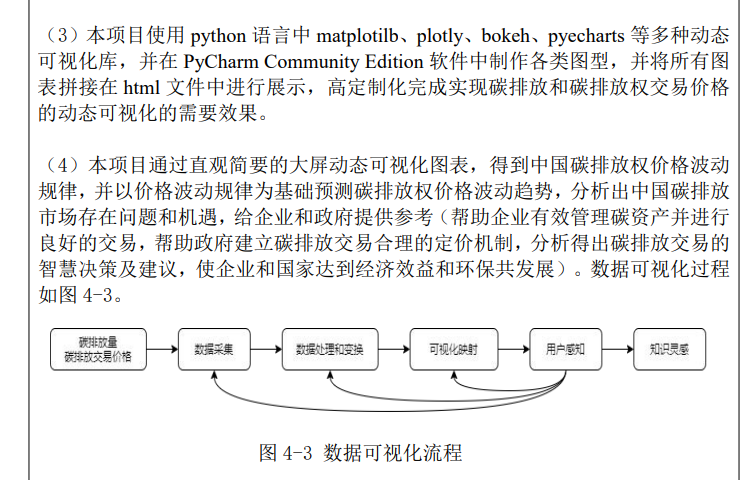 （3）本项目使用 python 语言中 matplotilb、plotly、bokeh、pyecharts 等多种动态
可视化库，并在 PyCharm Community Edition 软件中制作各类图型，并将所有图
表拼接在 html 文件中进行展示，高定制化完成实现碳排放和碳排放权交易价格
的动态可视化的需要效果。
（4）本项目通过直观简要的大屏动态可视化图表，得到中国碳排放权价格波动
规律，并以价格波动规律为基础预测碳排放权价格波动趋势，分析出中国碳排放
市场存在问题和机遇，给企业和政府提供参考（帮助企业有效管理碳资产并进行
良好的交易，帮助政府建立碳排放交易合理的定价机制，分析得出碳排放交易的
智慧决策及建议，使企业和国家达到经济效益和环保共发展）。数据可视化过程
如图 4-3。
碳排放量
碳排放交易价格
数据采集
数据处理和变换
可视化映射
用户感知
知识灵感
图 4-3 数据可视化流程